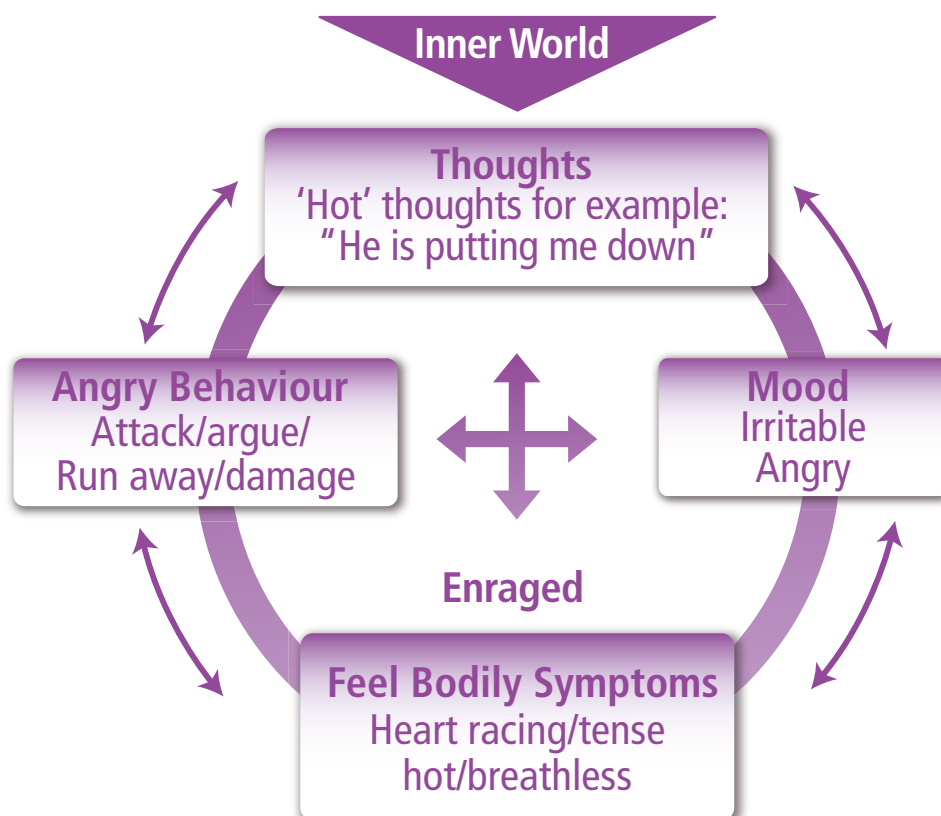 Inner World
Thoughts
‘Hot’ thoughts for example:
“He is putting me down”
Angry Behaviour
Attack/argue/
Run away/damage
Mood
Irritable
Angry
Enraged
Feel Bodily Symptoms
Heart racing/tense
hot/breathless